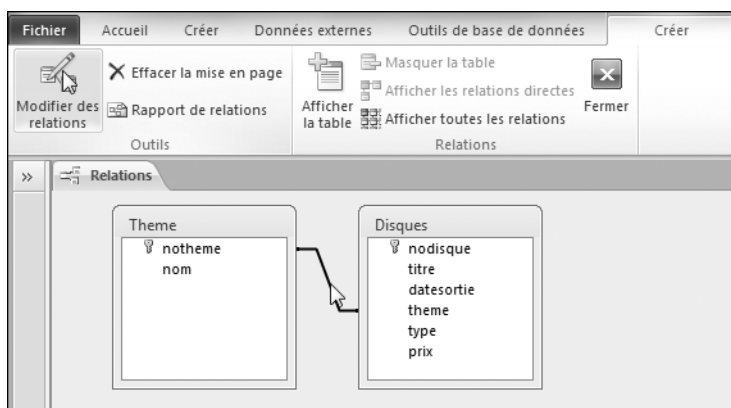 Fichier Accueil Créer Données externes Outils de base de données Créer
Modifier des relations
Effacer la mise en page
Rapport de relations
Outils
Afficher la table
Masquer la table
Afficher les relations directes
Afficher toutes les relations
Fermer
Relations
» Relations
Theme
notheme
nom
Disques
nodisque
titre
datesortie
theme
type
prix